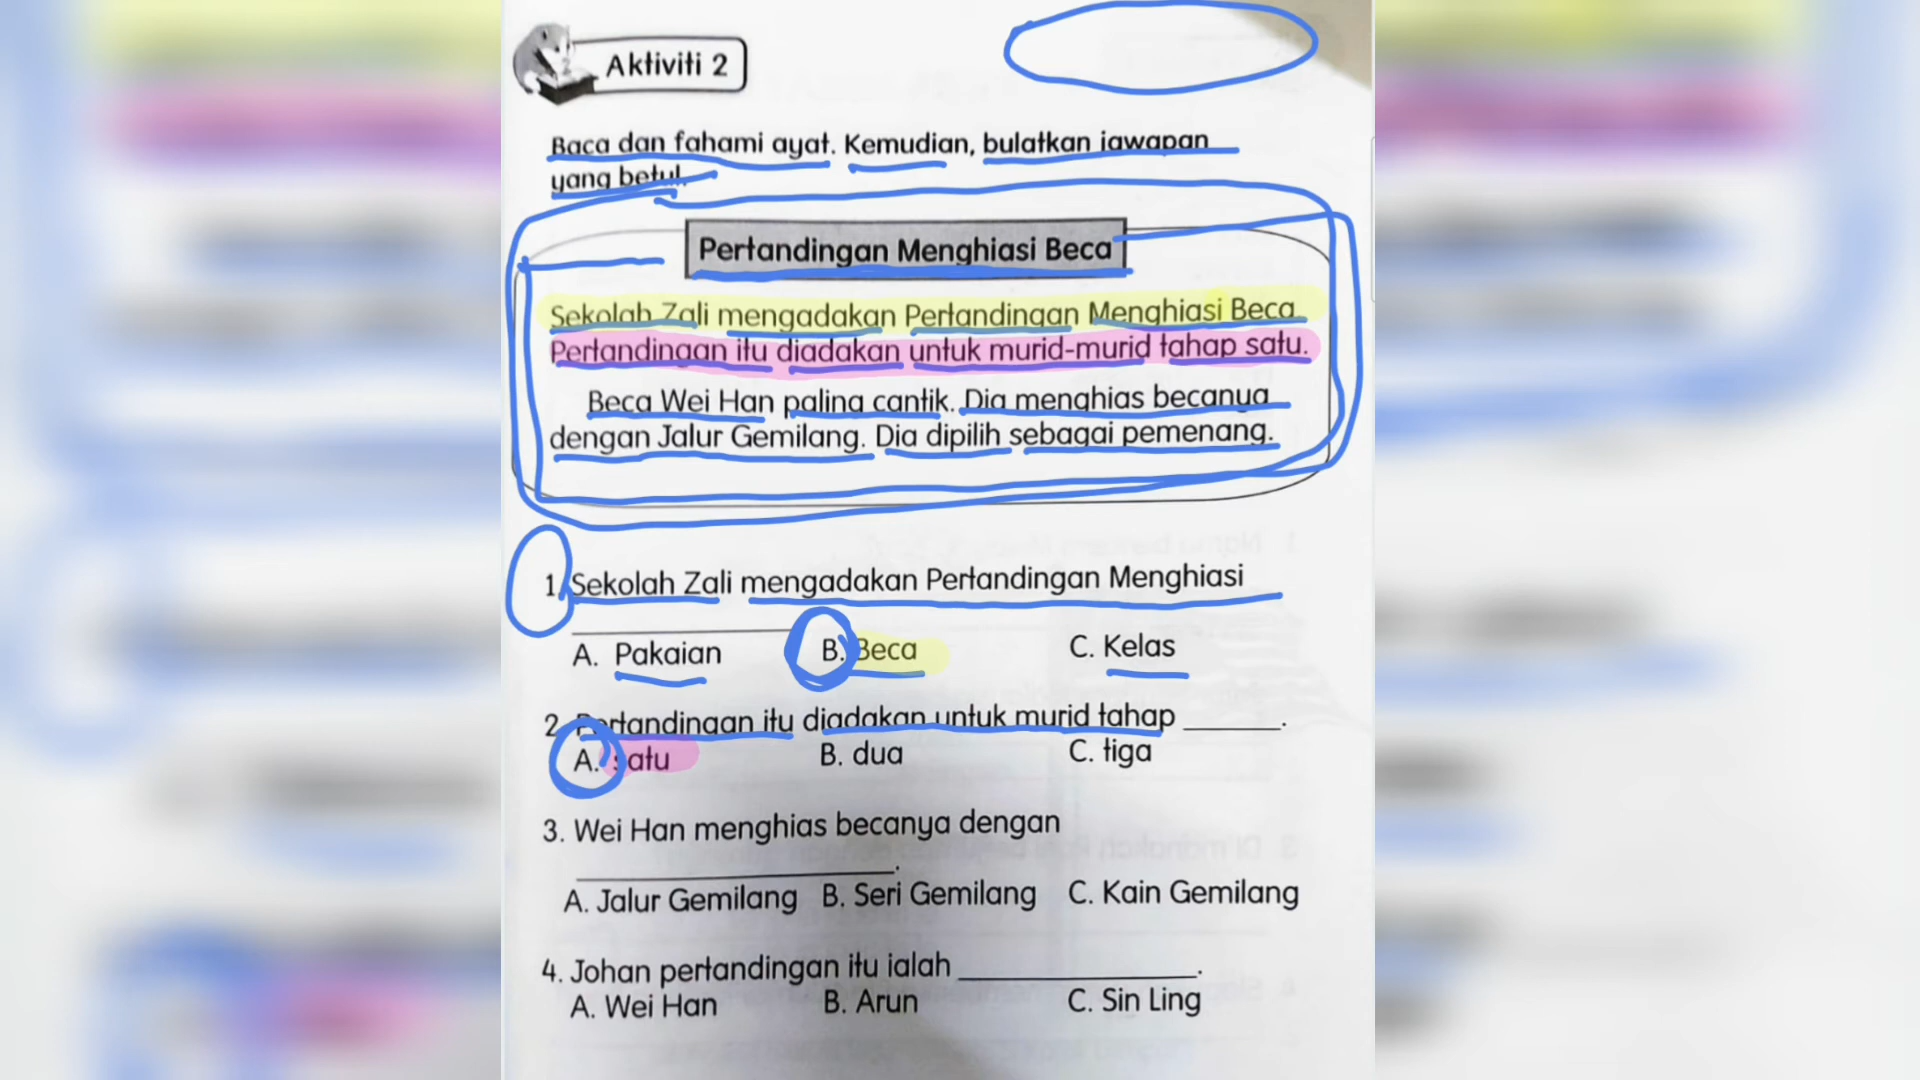 Aktiviti 2
Baca dan fahami ayat. Kemudian, bulatkan jawapan
yang betul.
Pertandingan Menghiasi Beca
Sekolah Zali mengadakan Pertandingan Menghiasi Beca.
Pertandingan itu diadakan untuk murid-murid tahap satu.
Beca Wei Han paling cantik. Dia menghias becanya
dengan Jalur Gemilang. Dia dipilih sebagai pemenang.
1. Sekolah Zali mengadakan Pertandingan Menghiasi
____________
A. Pakaian B. Beca C. Kelas
2. Pertandingan itu diadakan untuk murid tahap ______.
A. satu B. dua C. tiga
3. Wei Han menghias becanya dengan
____________.
A. Jalur Gemilang B. Seri Gemilang C. Kain Gemilang
4. Johan pertandingan itu ialah ____________.
A. Wei Han B. Arun C. Sin Ling